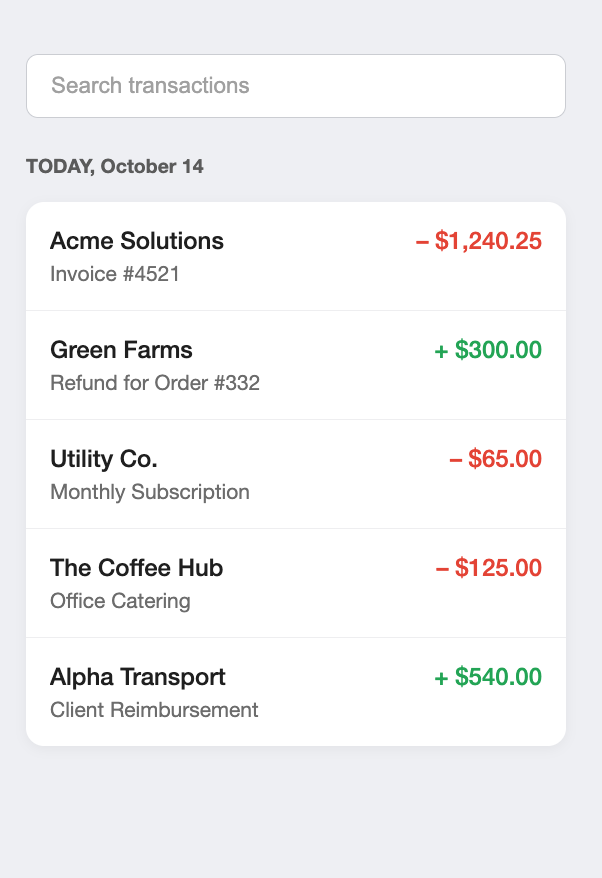 Search transactions
TODAY, October 14
Acme Solutions – $1,240.25
Invoice #4521
Green Farms + $300.00
Refund for Order #332
Utility Co. – $65.00
Monthly Subscription
The Coffee Hub – $125.00
Office Catering
Alpha Transport + $540.00
Client Reimbursement